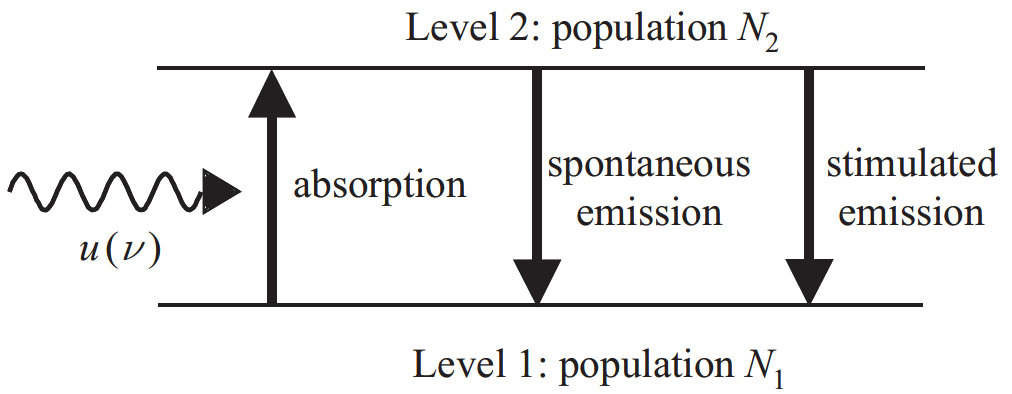 Level 2: population N₂
absorption
spontaneous
emission
stimulated
emission
u(ν)
Level 1: population N₁